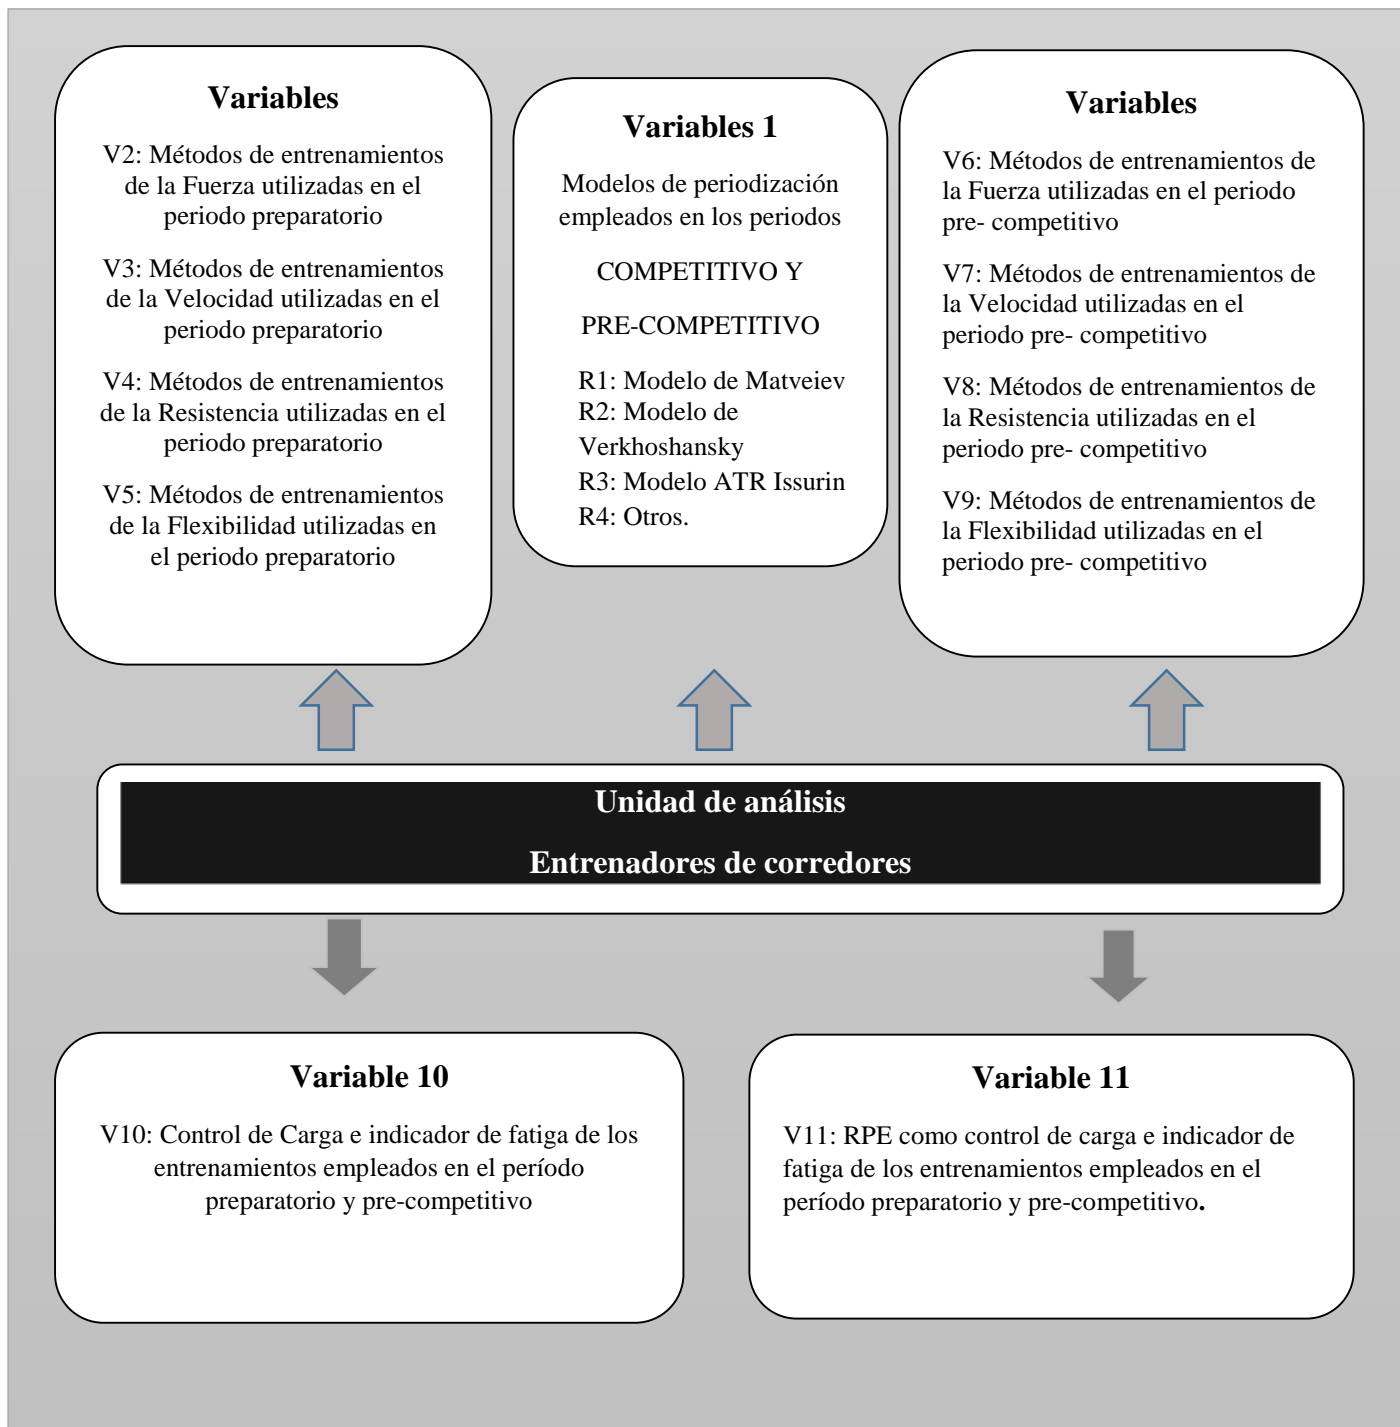 Variables
V2: Métodos de entrenamientos
de la Fuerza utilizadas en el
periodo preparatorio
V3: Métodos de entrenamientos
de la Velocidad utilizadas en el
periodo preparatorio
V4: Métodos de entrenamientos
de la Resistencia utilizadas en el
periodo preparatorio
V5: Métodos de entrenamientos
de la Flexibilidad utilizadas en
el periodo preparatorio
Variables 1
Modelos de periodización
empleados en los periodos
COMPETITIVO Y
PRE-COMPETITIVO
R1: Modelo de Matveiev
R2: Modelo de
Verkhoshansky
R3: Modelo ATR Issurin
R4: Otros.
Variables
V6: Métodos de entrenamientos de
la Fuerza utilizadas en el periodo
pre- competitivo
V7: Métodos de entrenamientos de
la Velocidad utilizadas en el
periodo pre- competitivo
V8: Métodos de entrenamientos de
la Resistencia utilizadas en el
periodo pre- competitivo
V9: Métodos de entrenamientos de
la Flexibilidad utilizadas en el
periodo pre- competitivo
Unidad de análisis
Entrenadores de corredores
Variable 10
V10: Control de Carga e indicador de fatiga de los
entrenamientos empleados en el período
preparatorio y pre-competitivo
Variable 11
V11: RPE como control de carga e indicador de
fatiga de los entrenamientos empleados en el
período preparatorio y pre-competitivo.